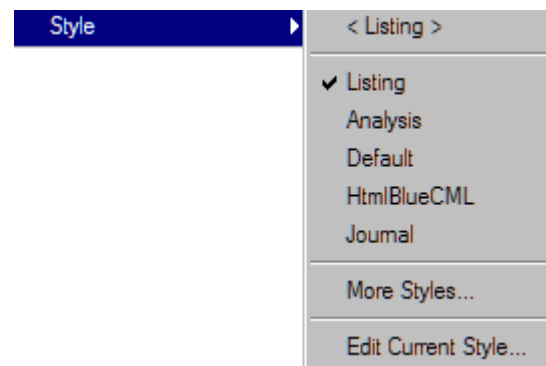 Style
< Listing >
Listing
Analysis
Default
HtmlBlueCML
Journal
More Styles...
Edit Current Style...